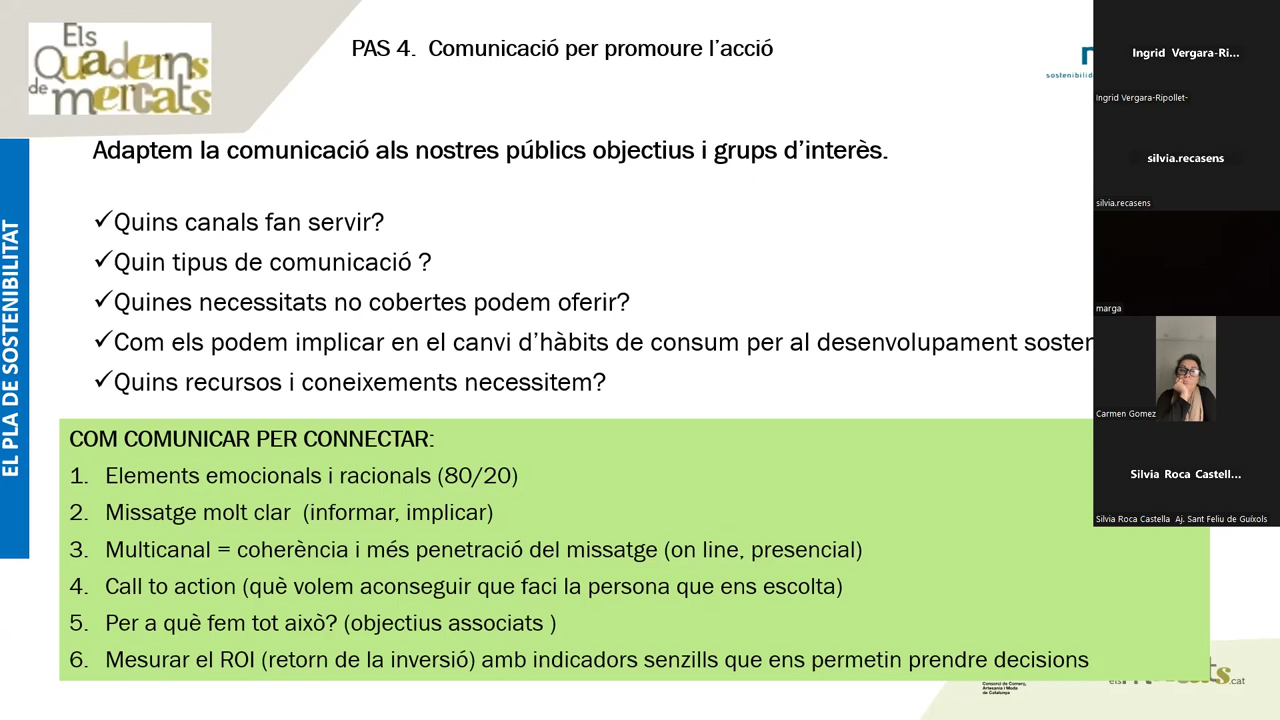 Els
Quaderns
de mercats
PAS 4.  Comunicació per promoure l’acció
sostenibilid
EL PLA DE SOSTENIBILITAT
Adaptem la comunicació als nostres públics objectius i grups d’interès.
✓Quins canals fan servir?
✓Quin tipus de comunicació ?
✓Quines necessitats no cobertes podem oferir?
✓Com els podem implicar en el canvi d’hàbits de consum per al desenvolupament soster
✓Quins recursos i coneixements necessitem?
COM COMUNICAR PER CONNECTAR:
1. Elements emocionals i racionals (80/20)
2. Missatge molt clar  (informar, implicar)
3. Multicanal = coherència i més penetració del missatge (on line, presencial)
4. Call to action (què volem aconseguir que faci la persona que ens escolta)
5. Per a què fem tot això? (objectius associats )
6. Mesurar el ROI (retorn de la inversió) amb indicadors senzills que ens permetin prendre decisions
Consorci de Comerç,
Artesania i Moda
de Catalunya
.cat
Ingrid Vergara-Ri...
Ingrid Vergara-Ripollet-
silvia.recasens
silvia.recasens
marga
Carmen Gomez
Silvia Roca Castell...
Silvia Roca Castella  Aj. Sant Feliu de Guíxols